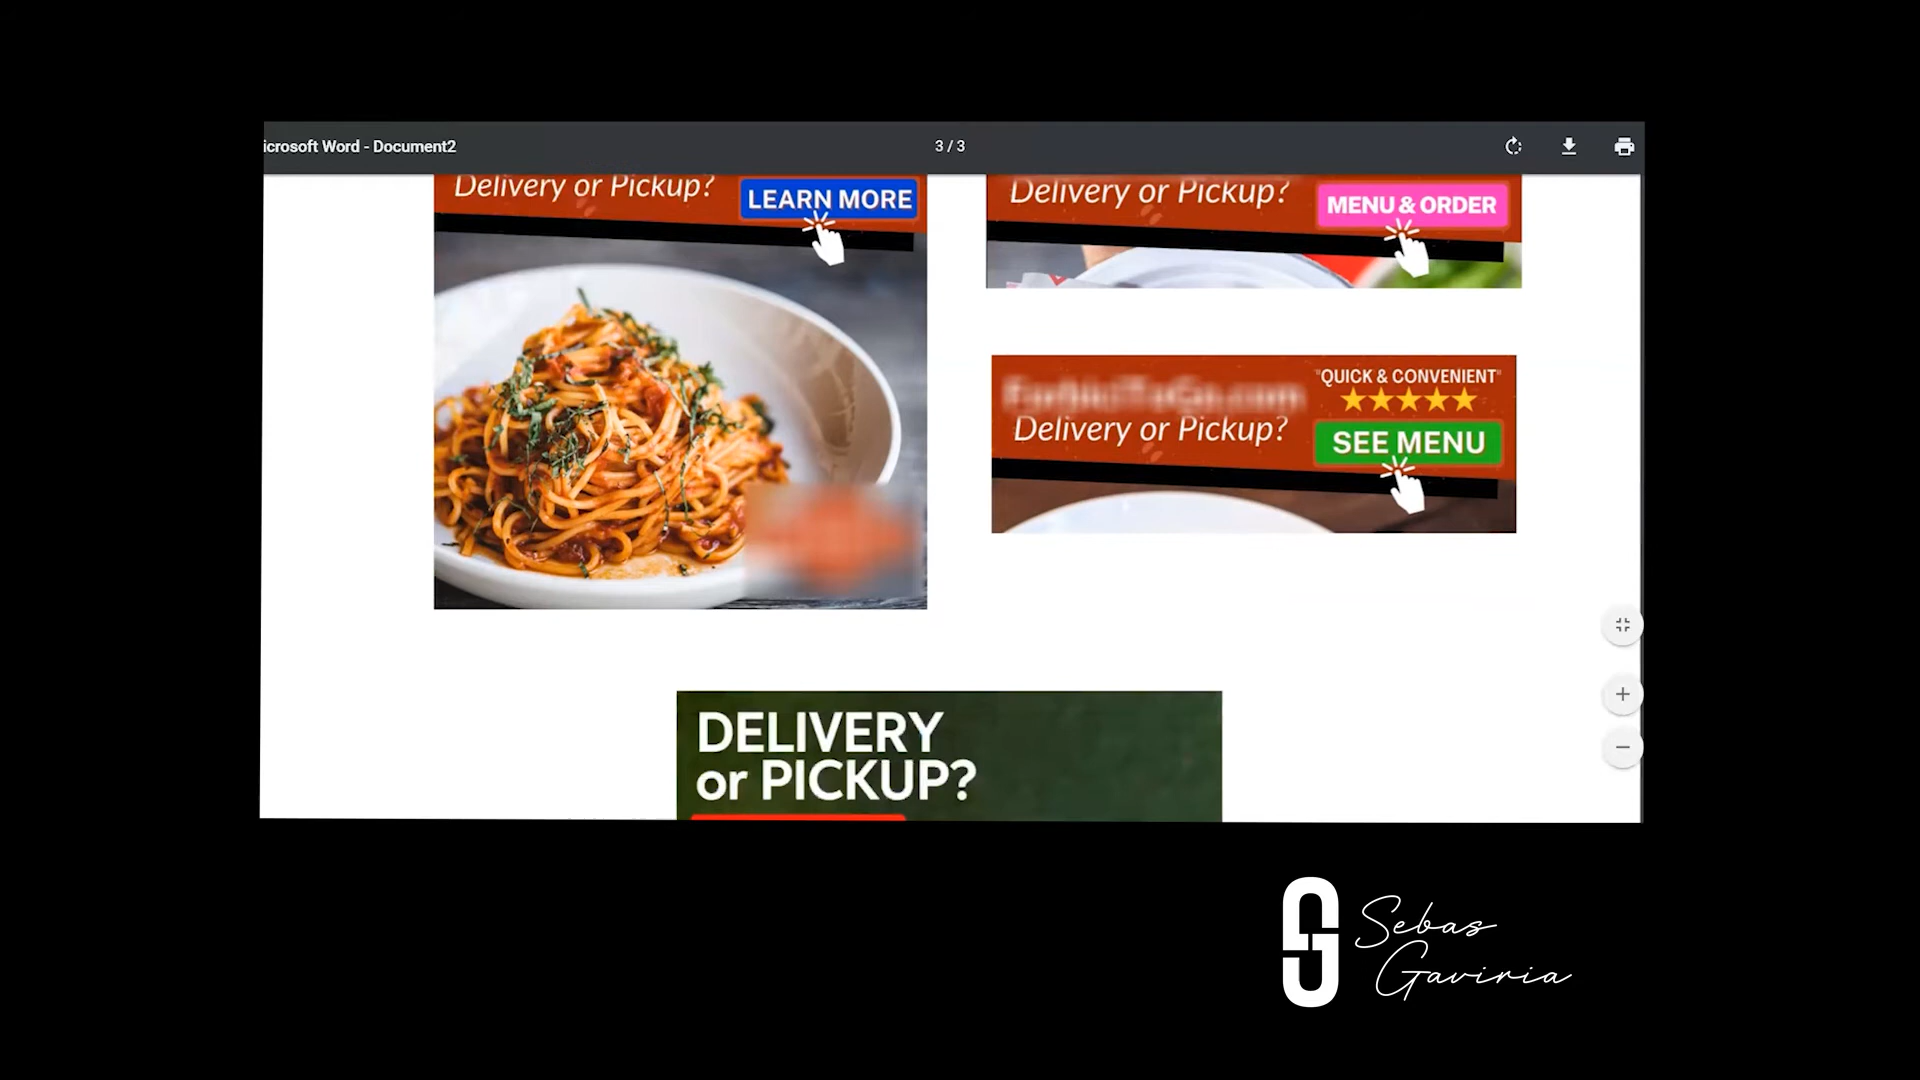 icrosoft Word - Document2
3 / 3
Delivery or Pickup?
LEARN MORE
Delivery or Pickup?
MENU & ORDER
"QUICK & CONVENIENT"
Delivery or Pickup?
SEE MENU
DELIVERY
or PICKUP?
Sebas
Gaviria